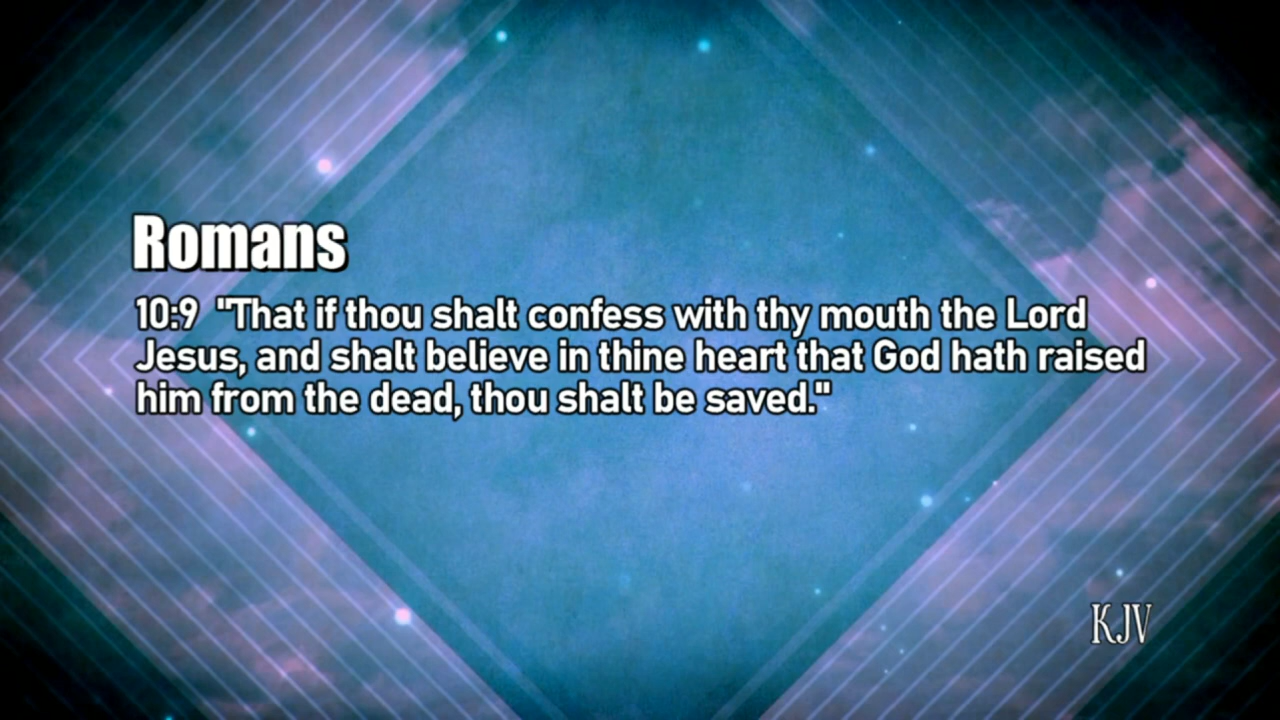 Romans
10:9  "That if thou shalt confess with thy mouth the Lord
Jesus, and shalt believe in thine heart that God hath raised
him from the dead, thou shalt be saved."
KJV